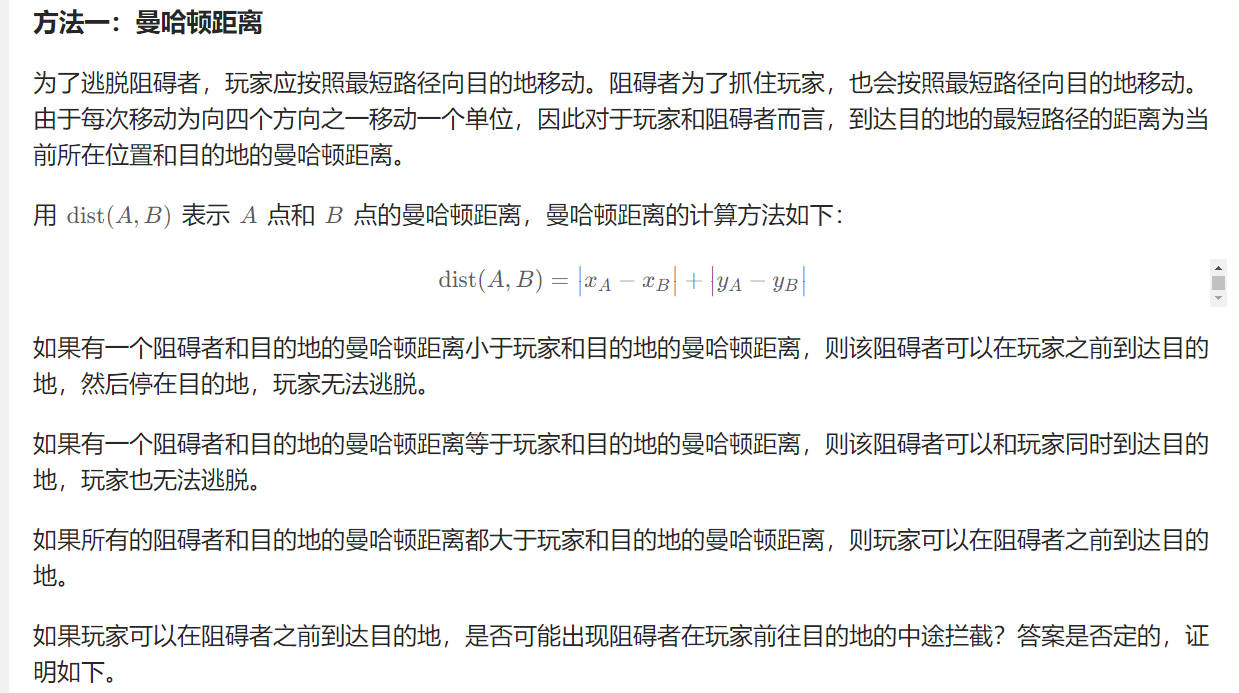 方法一：曼哈顿距离
为了逃脱阻碍者，玩家应按照最短路径向目的地移动。阻碍者为了抓住玩家，也会按照最短路径向目的地移动。
由于每次移动为向四个方向之一移动一个单位，因此对于玩家和阻碍者而言，到达目的地的最短路径的距离为当
前所在位置和目的地的曼哈顿距离。
用 dist(A, B) 表示 A 点和 B 点的曼哈顿距离，曼哈顿距离的计算方法如下：
dist(A, B) = |x_A − x_B| + |y_A − y_B|
如果有一个阻碍者和目的地的曼哈顿距离小于玩家和目的地的曼哈顿距离，则该阻碍者可以在玩家之前到达目的
地，然后停在目的地，玩家无法逃脱。
如果有一个阻碍者和目的地的曼哈顿距离等于玩家和目的地的曼哈顿距离，则该阻碍者可以和玩家同时到达目的
地，玩家也无法逃脱。
如果所有的阻碍者和目的地的曼哈顿距离都大于玩家和目的地的曼哈顿距离，则玩家可以在阻碍者之前到达目的
地。
如果玩家可以在阻碍者之前到达目的地，是否可能出现阻碍者在玩家前往目的地的中途拦截？答案是否定的，证
明如下。